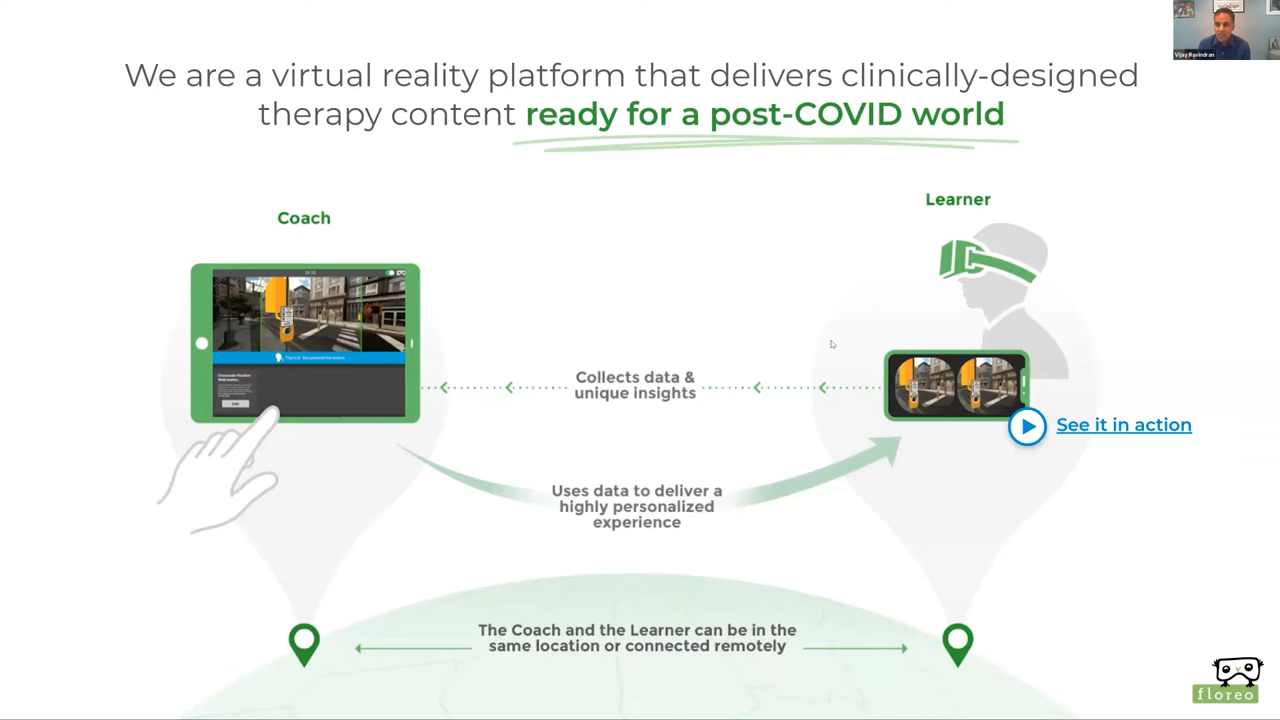 Vijay Ravindran
We are a virtual reality platform that delivers clinically-designed
therapy content ready for a post-COVID world
Coach
Learner
Collects data &
unique insights
See it in action
Uses data to deliver a
highly personalized
experience
The Coach and the Learner can be in the
same location or connected remotely
floreo